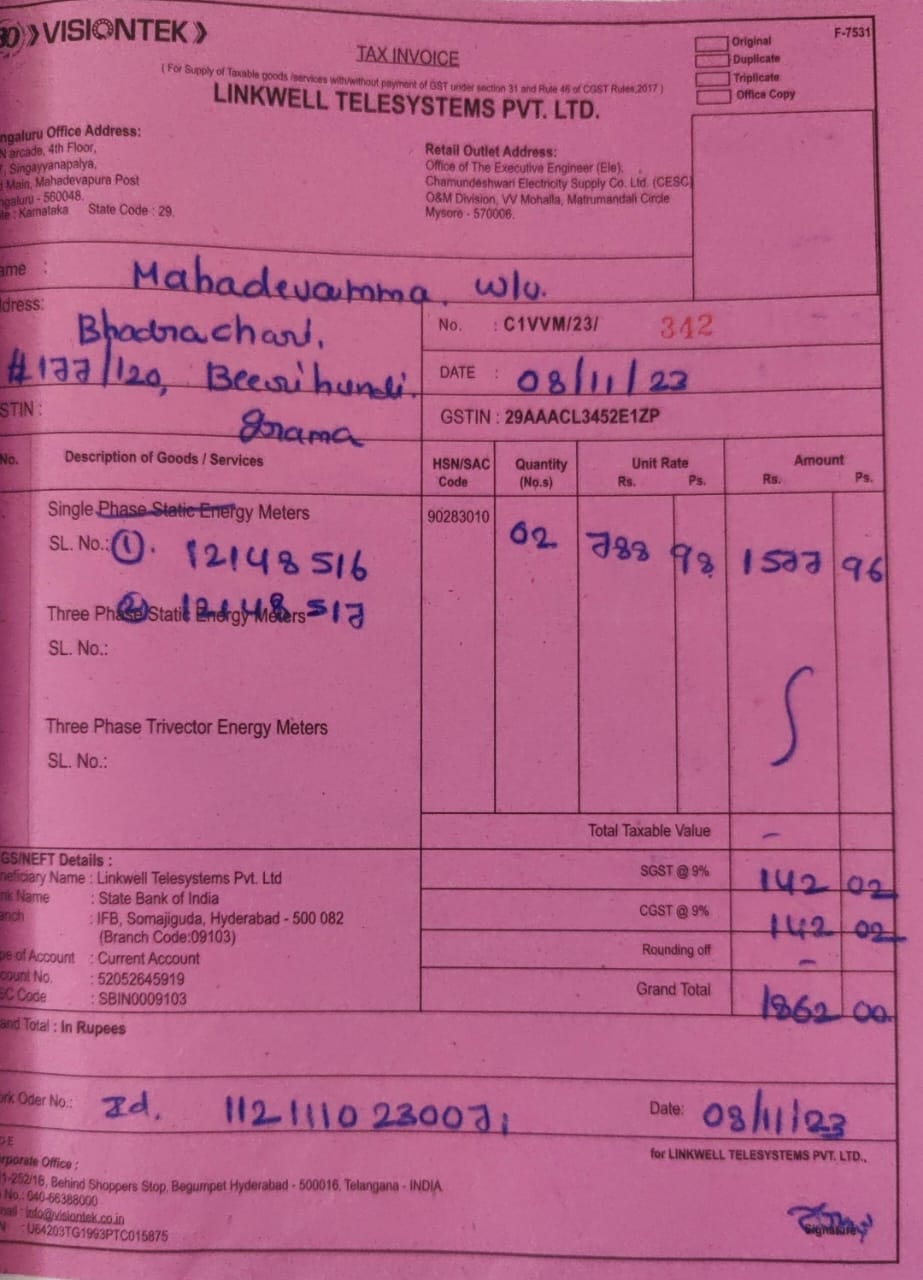 VISIONTEK
F-7531
TAX INVOICE
( For Supply of Taxable goods /services with/without payment of GST under section 31 and Rule 46 of CGST Rules,2017 )
LINKWELL TELESYSTEMS PVT. LTD.
Original
Duplicate
Triplicate
Office Copy
ngaluru Office Address:
N arcade, 4th Floor,
, Singayyanapalya,
Main, Mahadevapura Post
ngaluru - 560048.
te : Karnataka State Code : 29.
Retail Outlet Address:
Office of The Executive Engineer (Ele),
Chamundeshwari Electricity Supply Co. Ltd. (CESC)
O&M Division, VV Mohalla, Matrumandali Circle
Mysore - 570006.
ame : Mahadevamma. W/o.
dress: Bhadrachari,
#177/120, Beerihundi.
grama
STIN :
No. : C1VVM/23/ 342
DATE : 08/11/23
GSTIN : 29AAACL3452E1ZP
No. Description of Goods / Services HSN/SAC Code Quantity (No.s) Unit Rate Rs. Ps. Amount Rs. Ps.
Single Phase Static Energy Meters 90283010 02 788 98 1577 96
SL. No.: ①. 12148516
Three Phase Static Energy Meters
② 12148517
SL. No.:
Three Phase Trivector Energy Meters
SL. No.:
Total Taxable Value -
SGST @ 9% 142 02
CGST @ 9% 142 02
Rounding off -
Grand Total 1862 00
GS/NEFT Details :
neficiary Name : Linkwell Telesystems Pvt. Ltd
nk Name : State Bank of India
anch : IFB, Somajiguda, Hyderabad - 500 082
(Branch Code:09103)
pe of Account : Current Account
count No. : 52052645919
SC Code : SBIN0009103
and Total : In Rupees
ork Oder No.: Id. 1121110230071
Date: 08/11/23
for LINKWELL TELESYSTEMS PVT. LTD.,
rporate Office :
1-252/18, Behind Shoppers Stop, Begumpet Hyderabad - 500016. Telangana - INDIA
No.: 040-66388000
mail : info@visiontek.co.in
N : U64203TG1993PTC015875
Signature